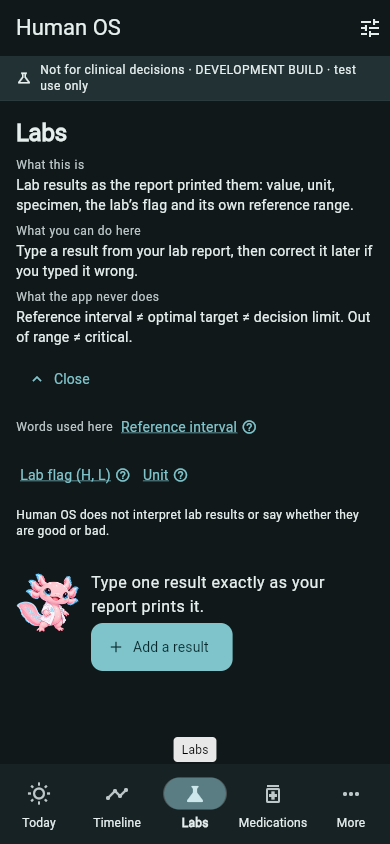 Human OS
Not for clinical decisions · DEVELOPMENT BUILD · test
use only
Labs
What this is
Lab results as the report printed them: value, unit,
specimen, the lab’s flag and its own reference range.
What you can do here
Type a result from your lab report, then correct it later if
you typed it wrong.
What the app never does
Reference interval ≠ optimal target ≠ decision limit. Out
of range ≠ critical.
Close
Words used here Reference interval
Lab flag (H, L) Unit
Human OS does not interpret lab results or say whether they
are good or bad.
Type one result exactly as your
report prints it.
+ Add a result
Labs
Today Timeline Labs Medications More